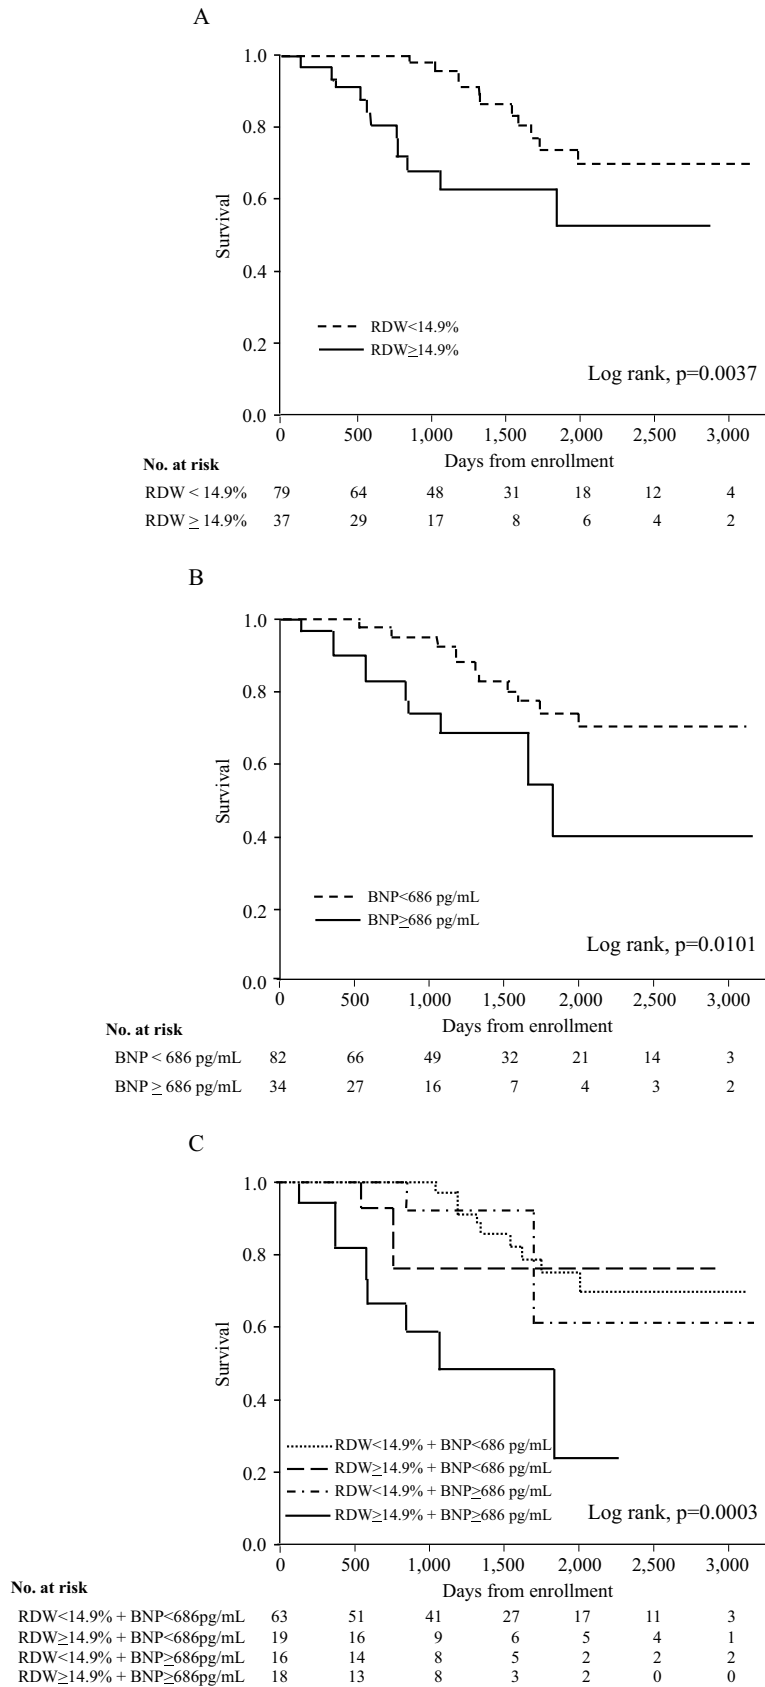 A
1.0
0.8
0.6
0.4
0.2
0.0
Survival
RDW<14.9%
RDW≥14.9%
Log rank, p=0.0037
0 500 1,000 1,500 2,000 2,500 3,000
Days from enrollment
No. at risk
RDW < 14.9% 79 64 48 31 18 12 4
RDW ≥ 14.9% 37 29 17 8 6 4 2
B
1.0
0.8
0.6
0.4
0.2
0.0
Survival
BNP<686 pg/mL
BNP≥686 pg/mL
Log rank, p=0.0101
0 500 1,000 1,500 2,000 2,500 3,000
Days from enrollment
No. at risk
BNP < 686 pg/mL 82 66 49 32 21 14 3
BNP ≥ 686 pg/mL 34 27 16 7 4 3 2
C
1.0
0.8
0.6
0.4
0.2
0.0
Survival
RDW<14.9% + BNP<686 pg/mL
RDW≥14.9% + BNP<686 pg/mL
RDW<14.9% + BNP≥686 pg/mL
RDW≥14.9% + BNP≥686 pg/mL
Log rank, p=0.0003
0 500 1,000 1,500 2,000 2,500 3,000
Days from enrollment
No. at risk
RDW<14.9% + BNP<686pg/mL 63 51 41 27 17 11 3
RDW≥14.9% + BNP<686pg/mL 19 16 9 6 5 4 1
RDW<14.9% + BNP≥686pg/mL 16 14 8 5 2 2 2
RDW≥14.9% + BNP≥686pg/mL 18 13 8 3 2 0 0